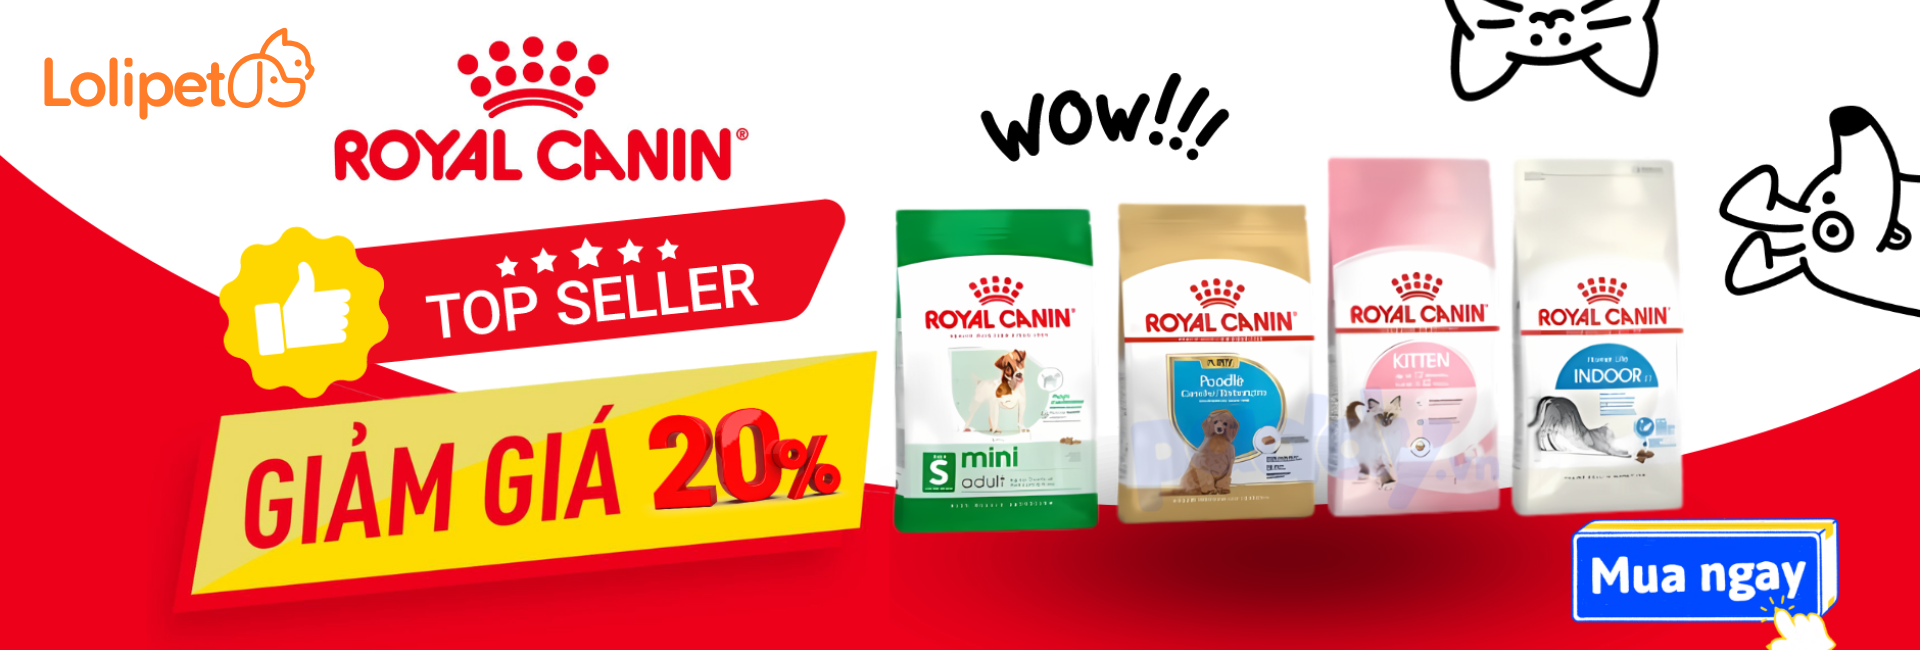 Lolipet
ROYAL CANIN®
WOW!!!
TOP SELLER
GIẢM GIÁ 20%
ROYAL CANIN
S
mini
adult
ROYAL CANIN
Poodle
ROYAL CANIN
KITTEN
ROYAL CANIN
INDOOR
Mua ngay